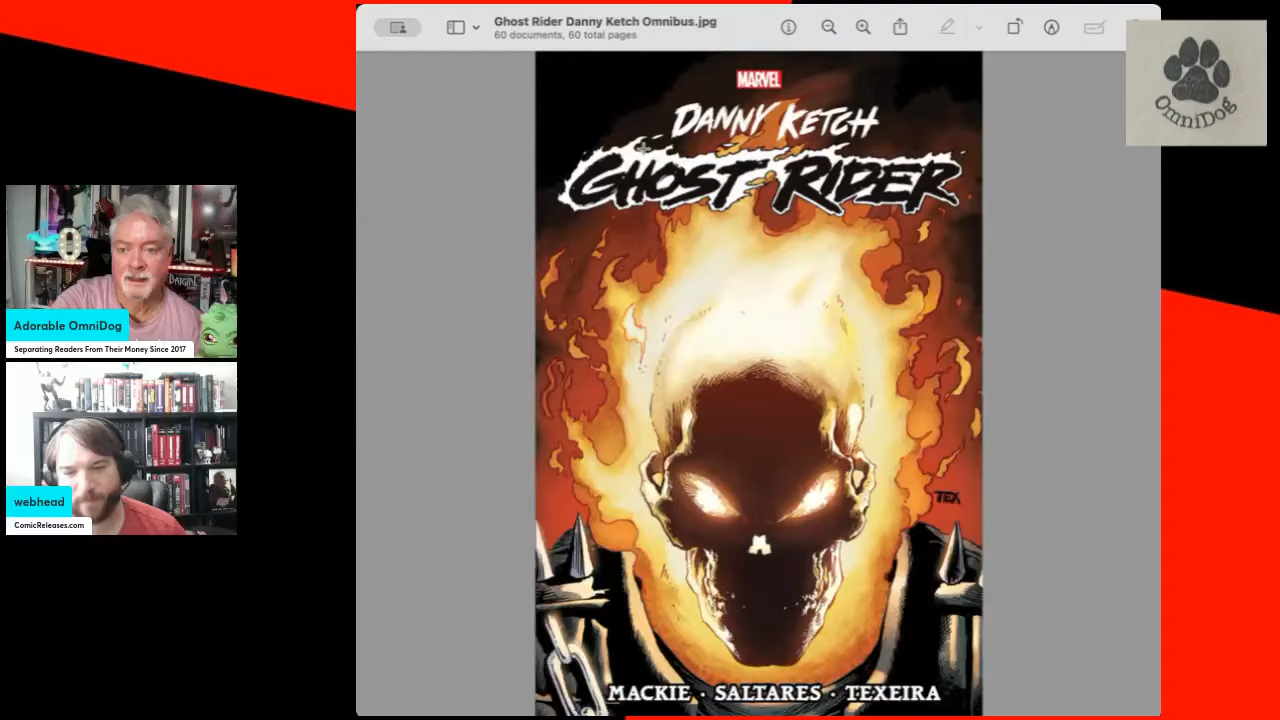 Ghost Rider Danny Ketch Omnibus.jpg
60 documents, 60 total pages
OmniDog
MARVEL
DANNY KETCH
GHOST RIDER
TEX
MACKIE · SALTARES · TEXEIRA
BATGIRL
Adorable OmniDog
Separating Readers From Their Money Since 2017
webhead
ComicReleases.com